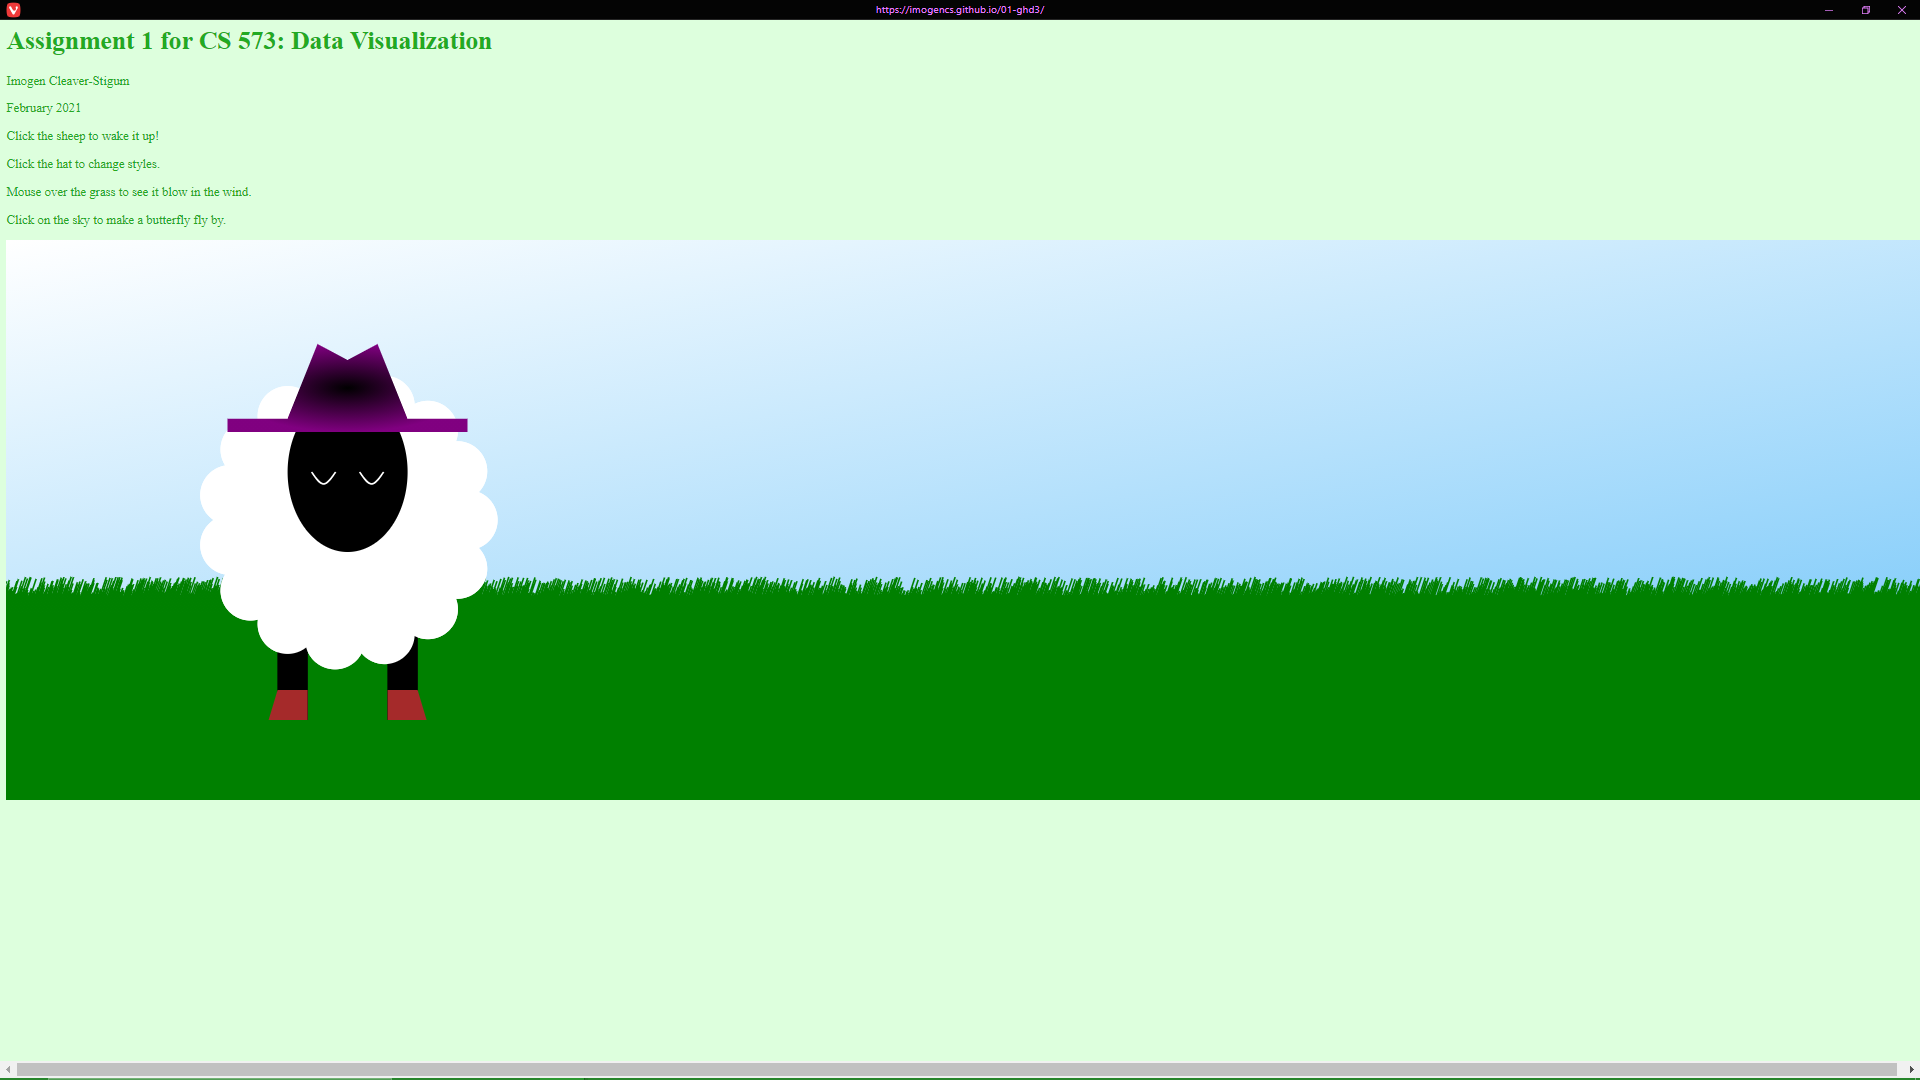 https://imogencs.github.io/01-ghd3/
Assignment 1 for CS 573: Data Visualization
Imogen Cleaver-Stigum
February 2021
Click the sheep to wake it up!
Click the hat to change styles.
Mouse over the grass to see it blow in the wind.
Click on the sky to make a butterfly fly by.